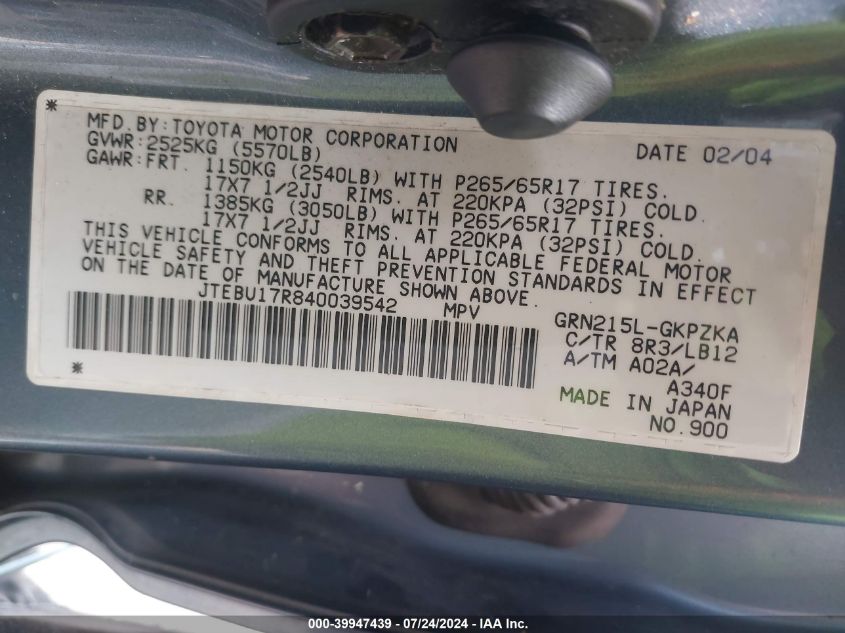 MFD. BY: TOYOTA MOTOR CORPORATION DATE 02/04
GVWR: 2525KG (5570LB)
GAWR: FRT. 1150KG (2540LB) WITH P265/65R17 TIRES.
17X7 1/2JJ RIMS. AT 220KPA (32PSI) COLD.
RR. 1385KG (3050LB) WITH P265/65R17 TIRES.
17X7 1/2JJ RIMS. AT 220KPA (32PSI) COLD.
THIS VEHICLE CONFORMS TO ALL APPLICABLE FEDERAL MOTOR
VEHICLE SAFETY AND THEFT PREVENTION STANDARDS IN EFFECT
ON THE DATE OF MANUFACTURE SHOWN ABOVE.
JTEBU17R840039542 MPV
GRN215L-GKPZKA
C/TR 8R3/LB12
A/TM A02A/
A340F
MADE IN JAPAN
NO.900
000-39947439 - 07/24/2024 - IAA Inc.